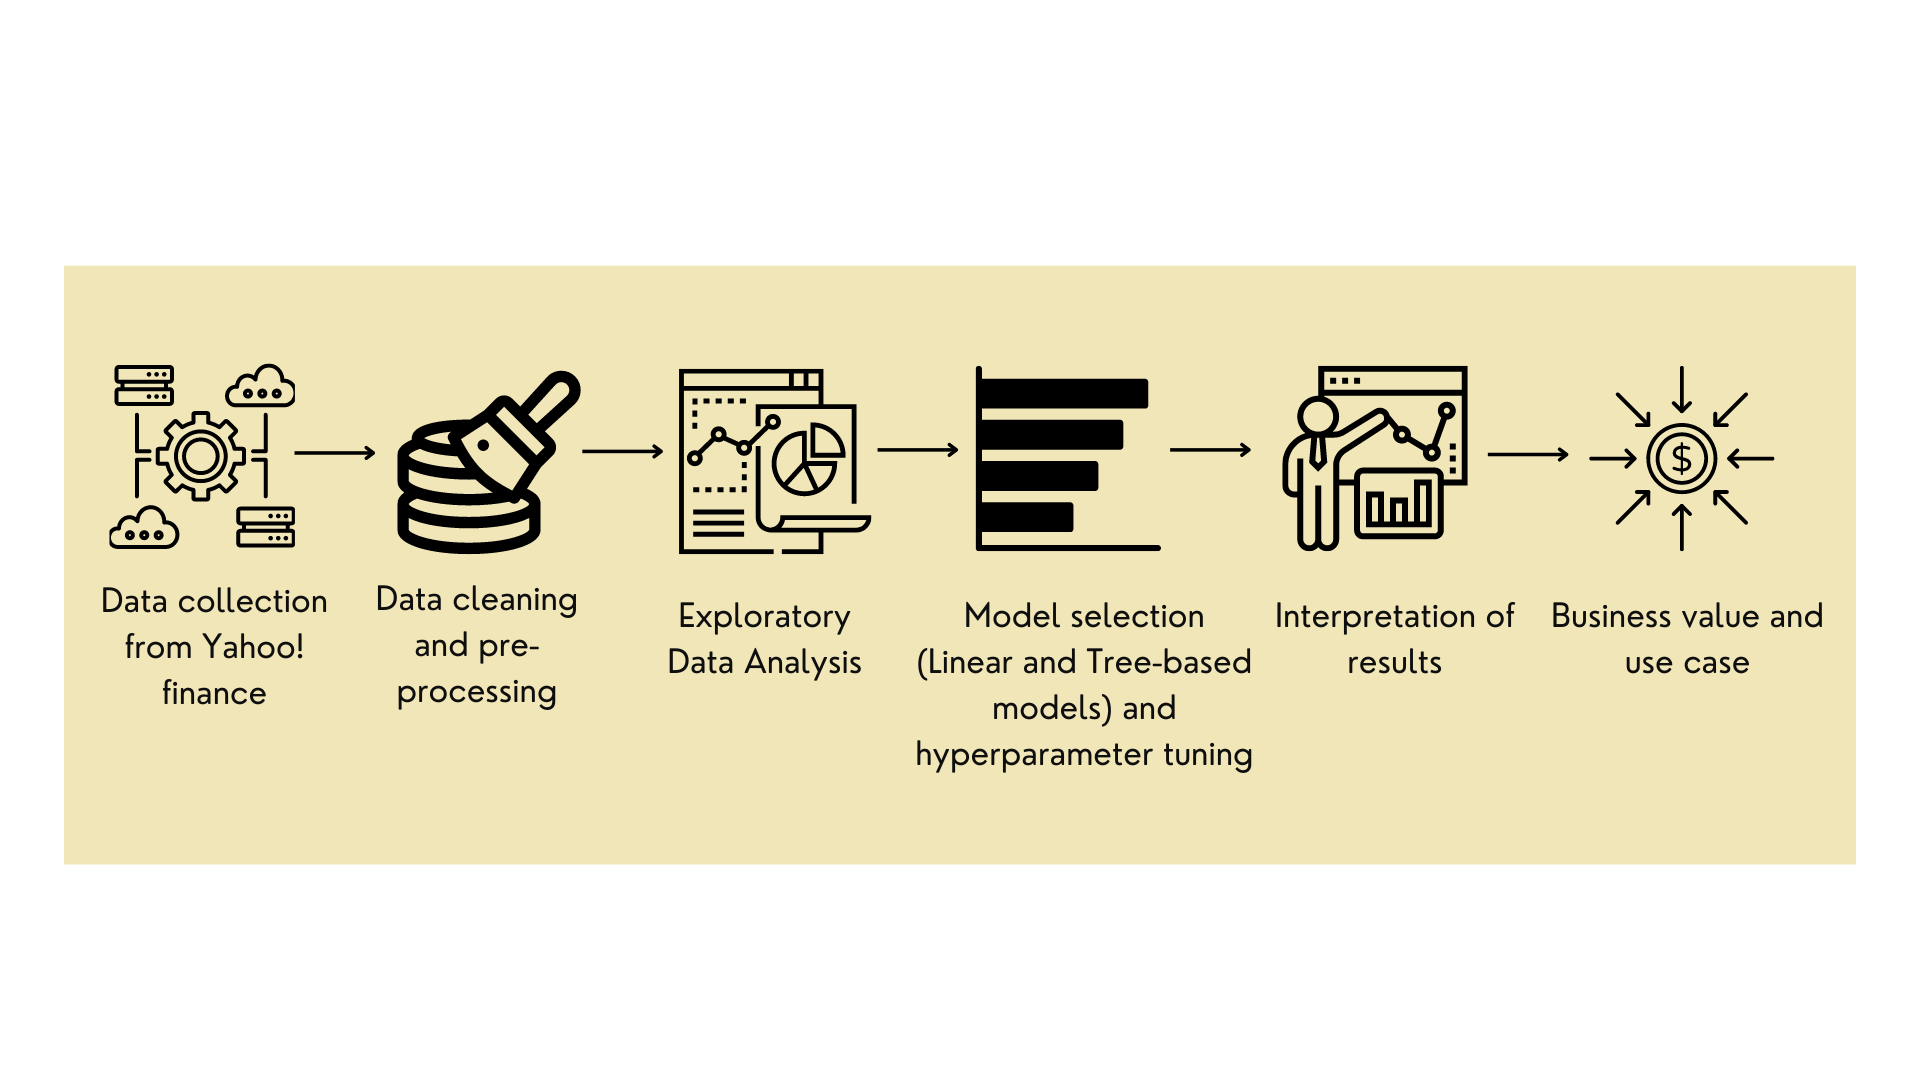 $
Data collection
from Yahoo!
finance
Data cleaning
and pre-
processing
Exploratory
Data Analysis
Model selection
(Linear and Tree-based
models) and
hyperparameter tuning
Interpretation of
results
Business value and
use case